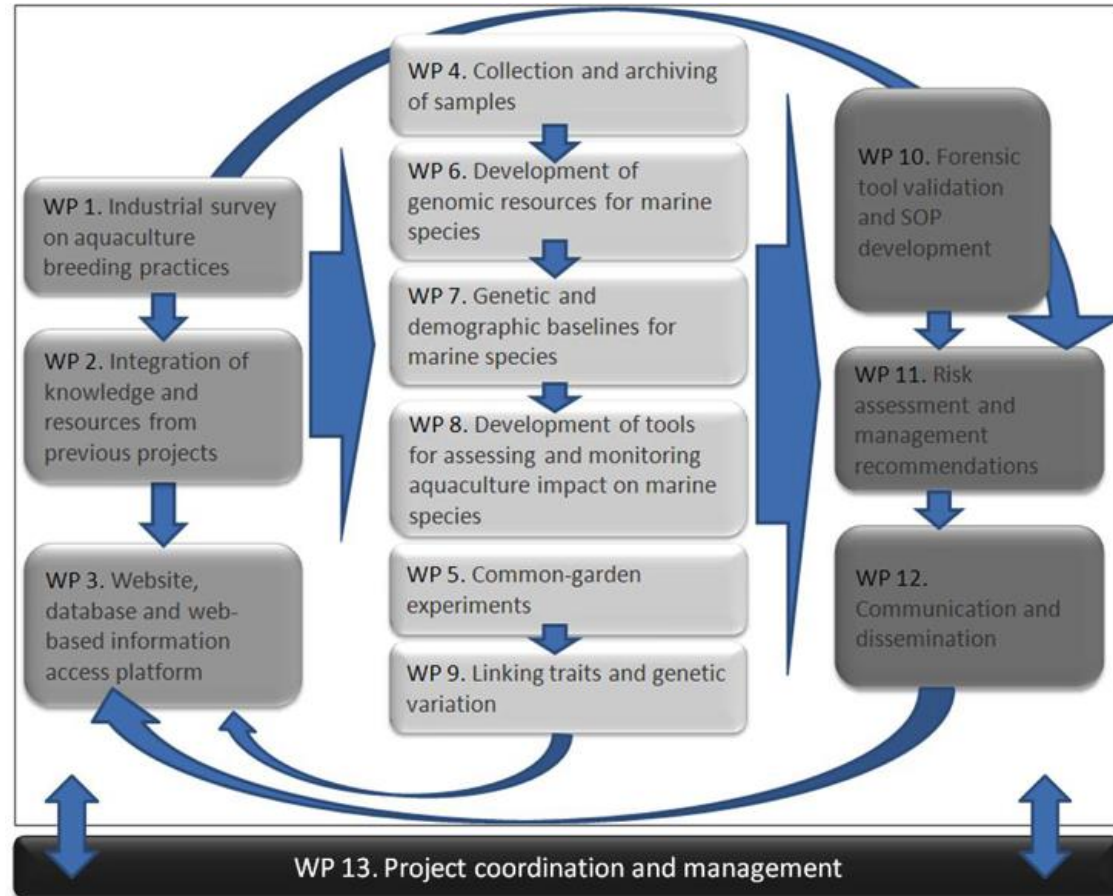 WP 1. Industrial survey
on aquaculture
breeding practices
WP 2. Integration of
knowledge and
resources from
previous projects
WP 3. Website,
database and web-
based information
access platform
WP 4. Collection and archiving
of samples
WP 6. Development of
genomic resources for marine
species
WP 7. Genetic and
demographic baselines for
marine species
WP 8. Development of tools
for assessing and monitoring
aquaculture impact on marine
species
WP 5. Common-garden
experiments
WP 9. Linking traits and genetic
variation
WP 10. Forensic
tool validation
and SOP
development
WP 11. Risk
assessment and
management
recommendations
WP 12.
Communication and
dissemination
WP 13. Project coordination and management